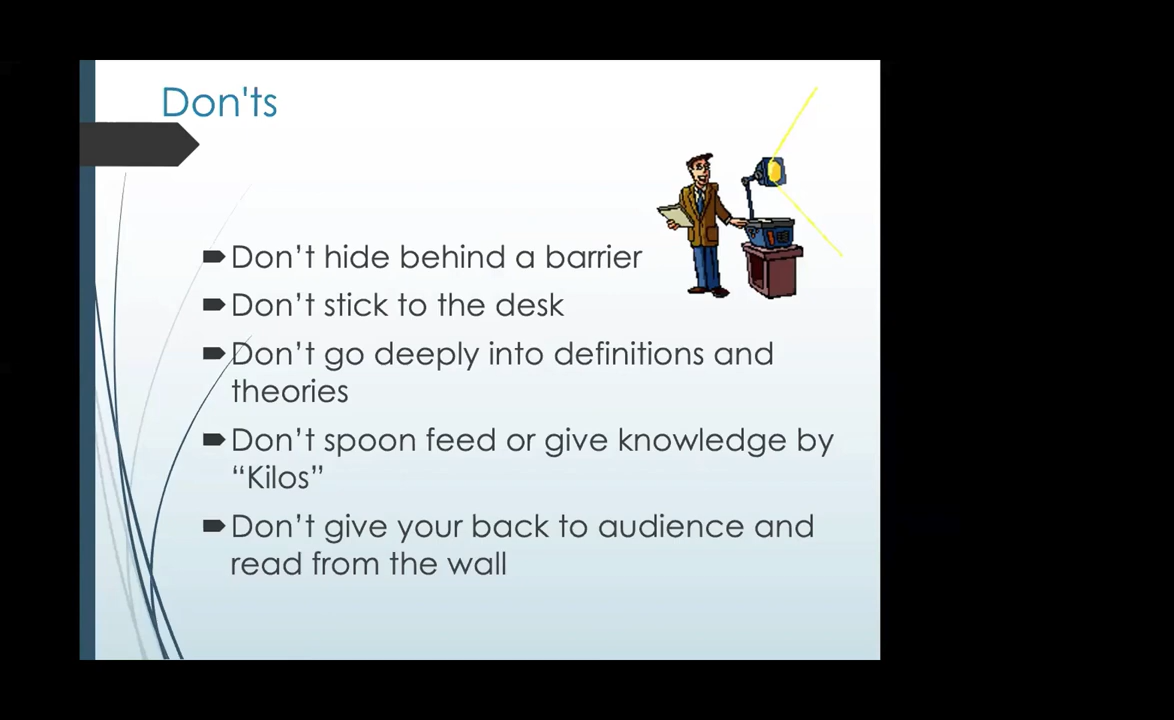 Don'ts
Don’t hide behind a barrier
Don’t stick to the desk
Don’t go deeply into definitions and
theories
Don’t spoon feed or give knowledge by
“Kilos”
Don’t give your back to audience and
read from the wall